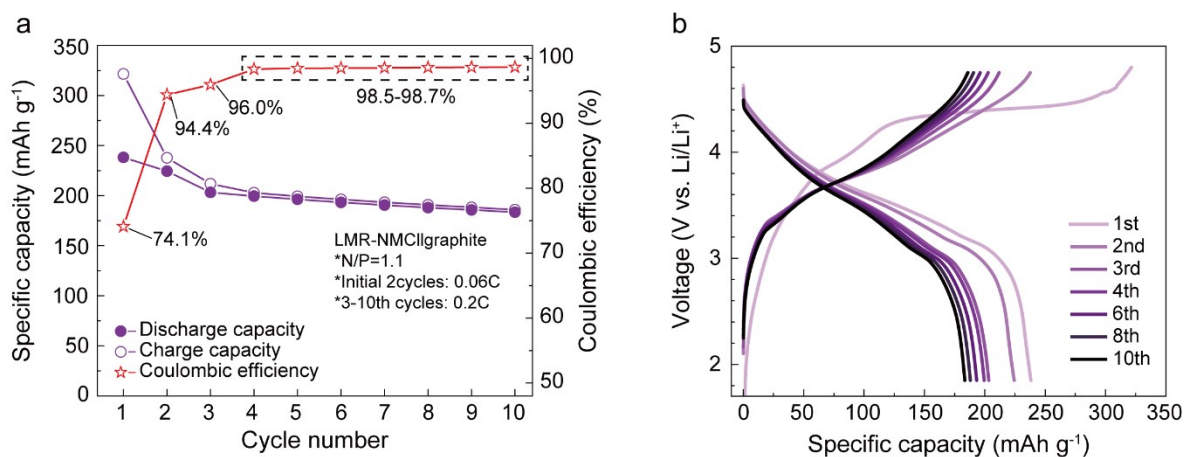 a
Specific capacity (mAh g⁻¹)
350
300
250
200
150
100
50
0
100
90
80
70
60
50
Coulombic efficiency (%)
94.4%
96.0%
98.5-98.7%
74.1%
LMR-NMCllgraphite
*N/P=1.1
*Initial 2cycles: 0.06C
*3-10th cycles: 0.2C
Discharge capacity
Charge capacity
Coulombic efficiency
1 2 3 4 5 6 7 8 9 10
Cycle number
b
Voltage (V vs. Li/Li⁺)
5
4
3
2
1st
2nd
3rd
4th
6th
8th
10th
0 50 100 150 200 250 300 350
Specific capacity (mAh g⁻¹)